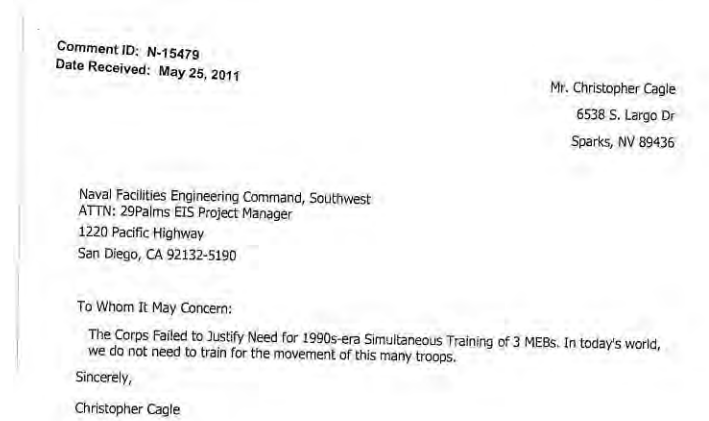 Comment ID: N-15479
Date Received: May 25, 2011
Mr. Christopher Cagle
6538 S. Largo Dr
Sparks, NV 89436
Naval Facilities Engineering Command, Southwest
ATTN: 29Palms EIS Project Manager
1220 Pacific Highway
San Diego, CA 92132-5190
To Whom It May Concern:
The Corps Failed to Justify Need for 1990s-era Simultaneous Training of 3 MEBs. In today's world,
we do not need to train for the movement of this many troops.
Sincerely,
Christopher Cagle